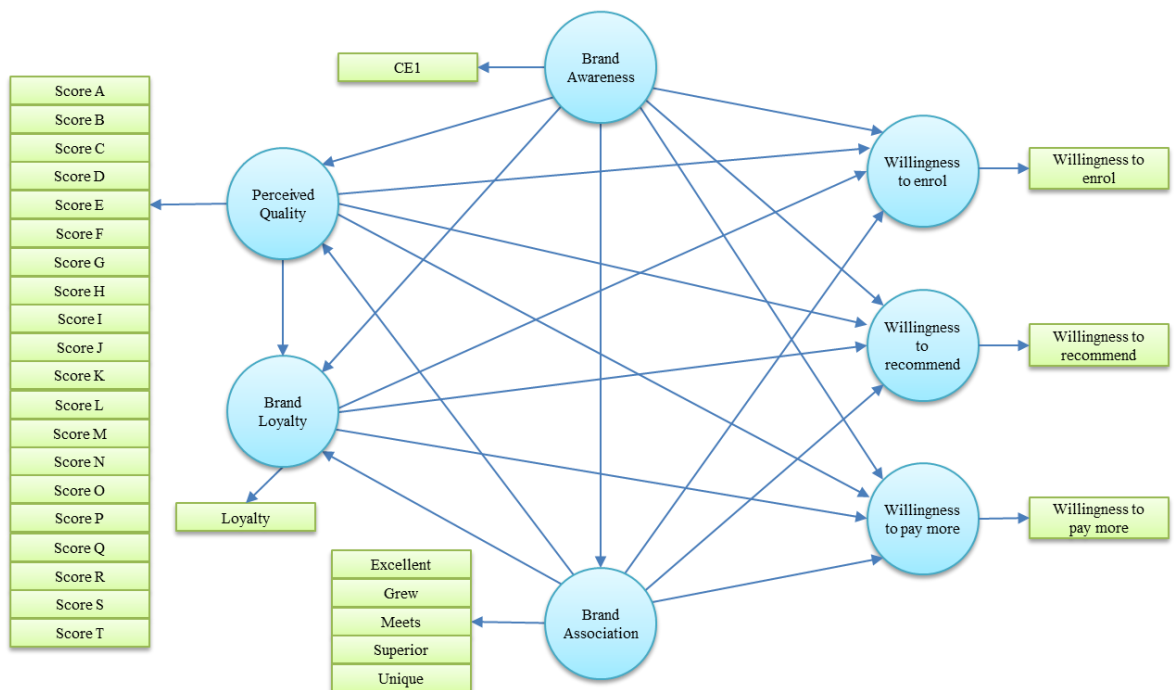 Brand
Awareness
CE1
Score A
Score B
Score C
Score D
Score E
Score F
Score G
Score H
Score I
Score J
Score K
Score L
Score M
Score N
Score O
Score P
Score Q
Score R
Score S
Score T
Perceived
Quality
Brand
Loyalty
Loyalty
Excellent
Grew
Meets
Superior
Unique
Brand
Association
Willingness
to enrol
Willingness to
enrol
Willingness
to
recommend
Willingness to
recommend
Willingness
to pay more
Willingness to
pay more